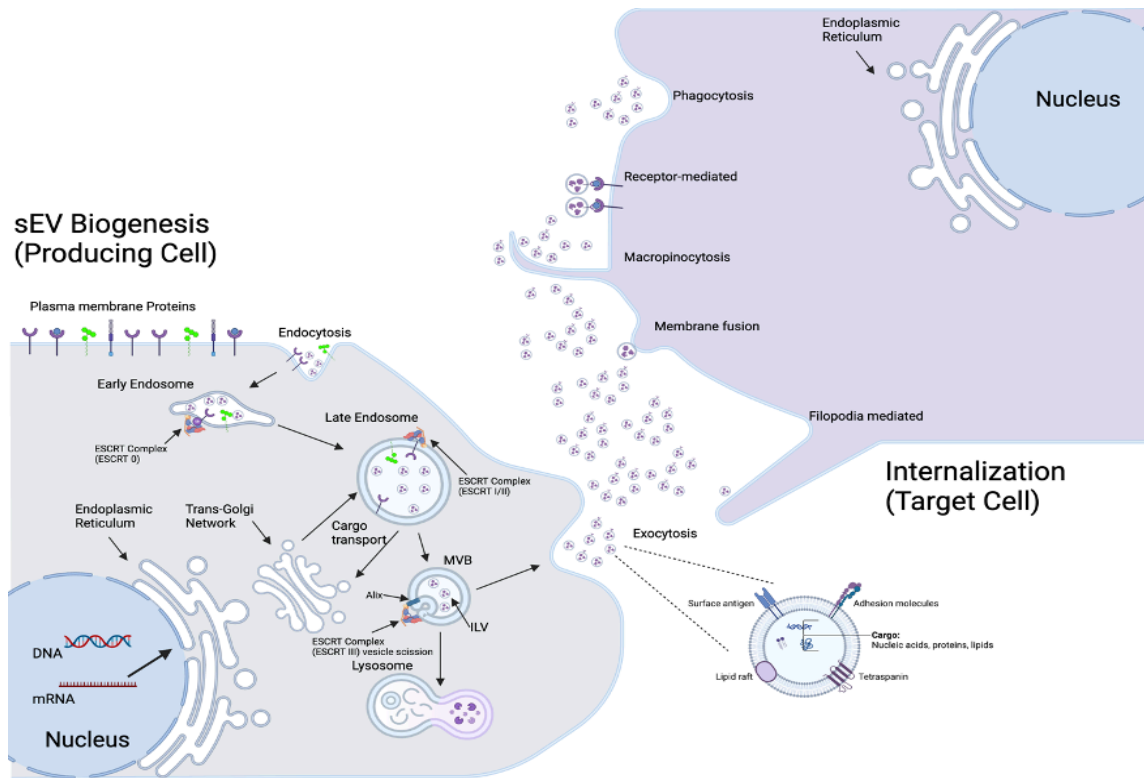 Endoplasmic
Reticulum
Nucleus
Phagocytosis
Receptor-mediated
Macropinocytosis
Membrane fusion
Filopodia mediated
Internalization
(Target Cell)
sEV Biogenesis
(Producing Cell)
Plasma membrane Proteins
Endocytosis
Early Endosome
ESCRT Complex
(ESCRT 0)
Late Endosome
ESCRT Complex
(ESCRT I/II)
Endoplasmic
Reticulum
Trans-Golgi
Network
Cargo
transport
MVB
Alix
ILV
ESCRT Complex
(ESCRT III) vesicle scission
Lysosome
DNA
mRNA
Nucleus
Exocytosis
Surface antigen
Adhesion molecules
Cargo:
Nucleic acids, proteins, lipids
Lipid raft
Tetraspanin